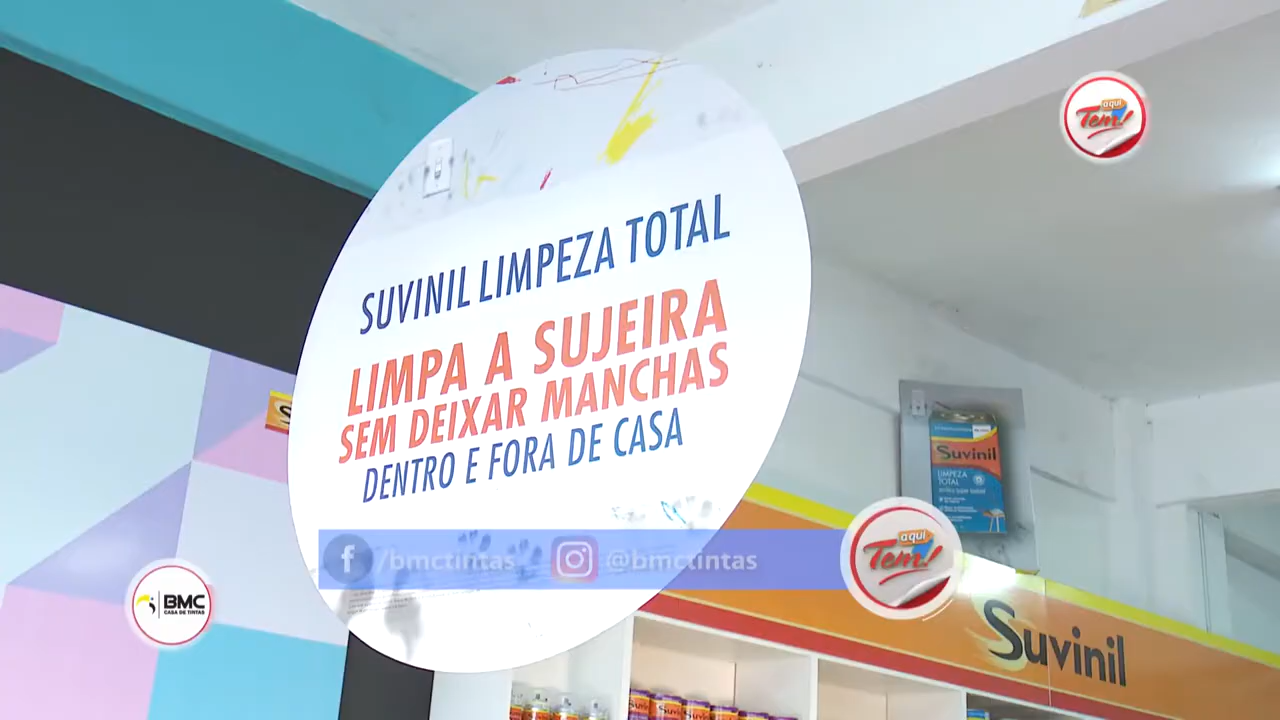 aqui
Tem!
SUVINIL LIMPEZA TOTAL
LIMPA A SUJEIRA
SEM DEIXAR MANCHAS
DENTRO E FORA DE CASA
Suvinil
LIMPEZA
TOTAL
/bmctintas
@bmctintas
aqui
Tem!
BMC
CASA DE TINTAS
Suvinil